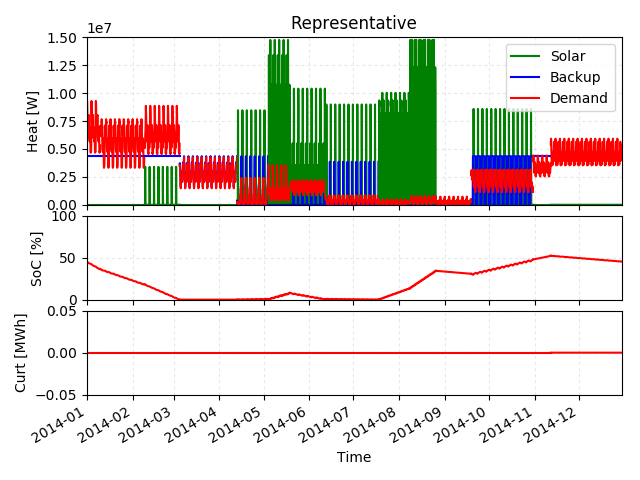 Representative
1e7
1.50
1.25
1.00
0.75
0.50
0.25
0.00
Heat [W]
Solar
Backup
Demand
100
50
0
SoC [%]
0.05
0.00
−0.05
Curt [MWh]
2014-01 2014-02 2014-03 2014-04 2014-05 2014-06 2014-07 2014-08 2014-09 2014-10 2014-11 2014-12
Time